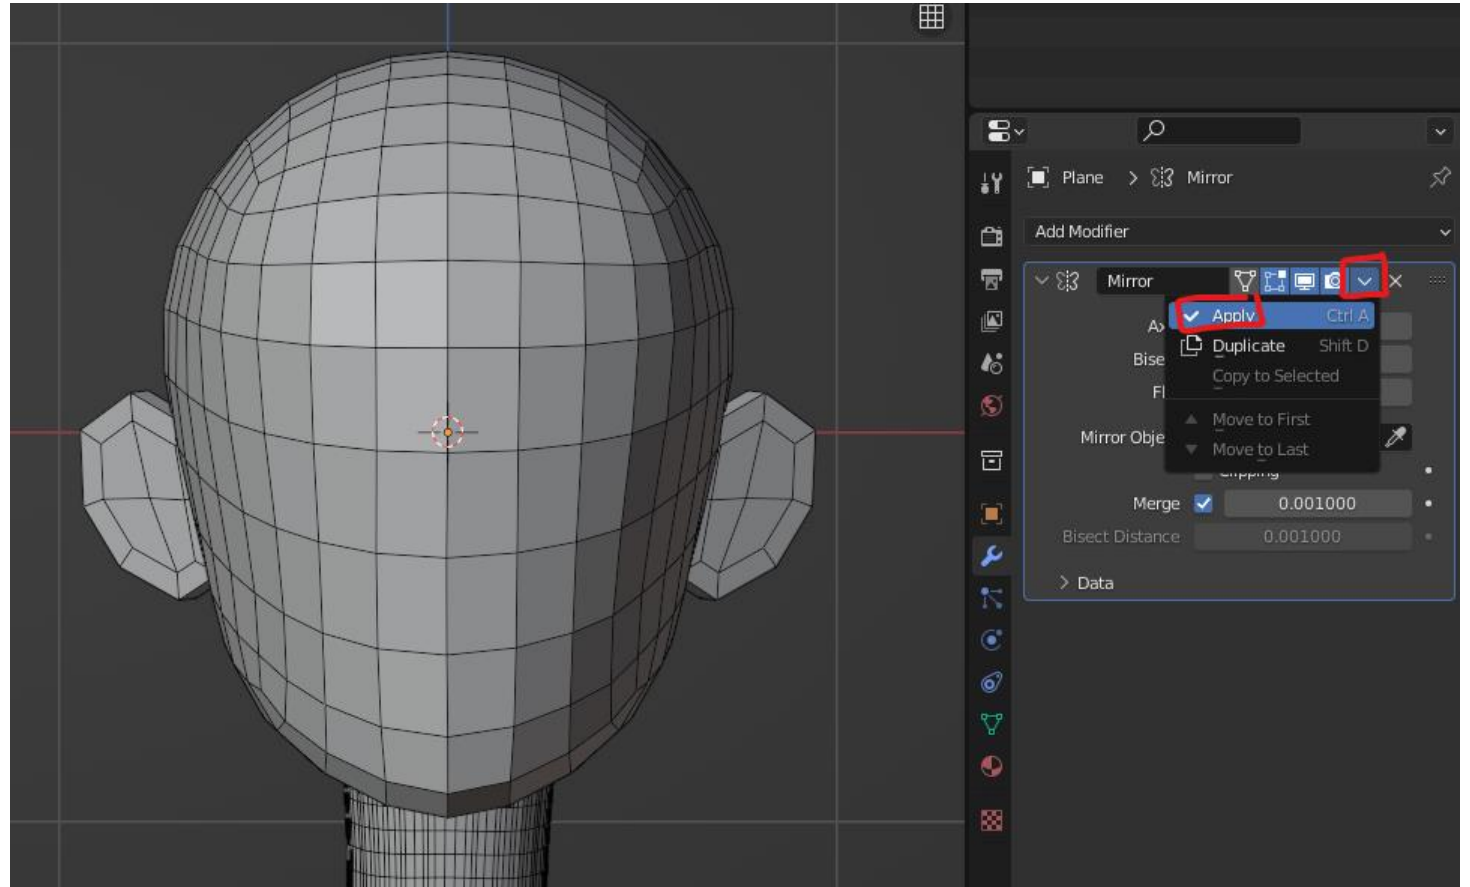 Plane > Mirror
Add Modifier
Mirror
Apply Ctrl A
Duplicate Shift D
Bise
Copy to Selected
Move to First
Mirror Obje
Move to Last
Merge 0.001000
Bisect Distance 0.001000
> Data